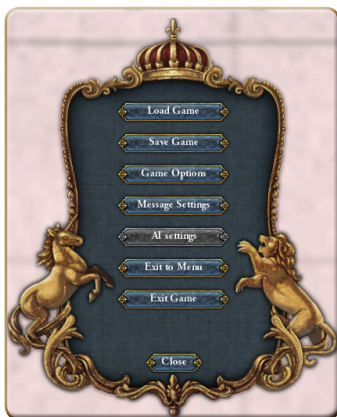 Load Game
Save Game
Game Options
Message Settings
AI settings
Exit to Menu
Exit Game
Close